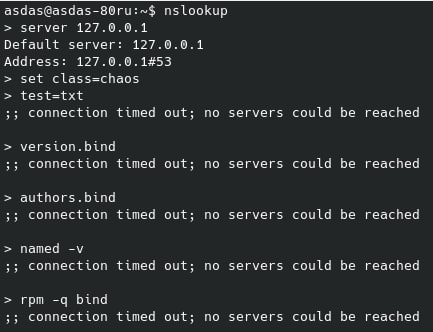 asdas@asdas-80ru:~$ nslookup
> server 127.0.0.1
Default server: 127.0.0.1
Address: 127.0.0.1#53
> set class=chaos
> test=txt
;; connection timed out; no servers could be reached

> version.bind
;; connection timed out; no servers could be reached

> authors.bind
;; connection timed out; no servers could be reached

> named -v
;; connection timed out; no servers could be reached

> rpm -q bind
;; connection timed out; no servers could be reached